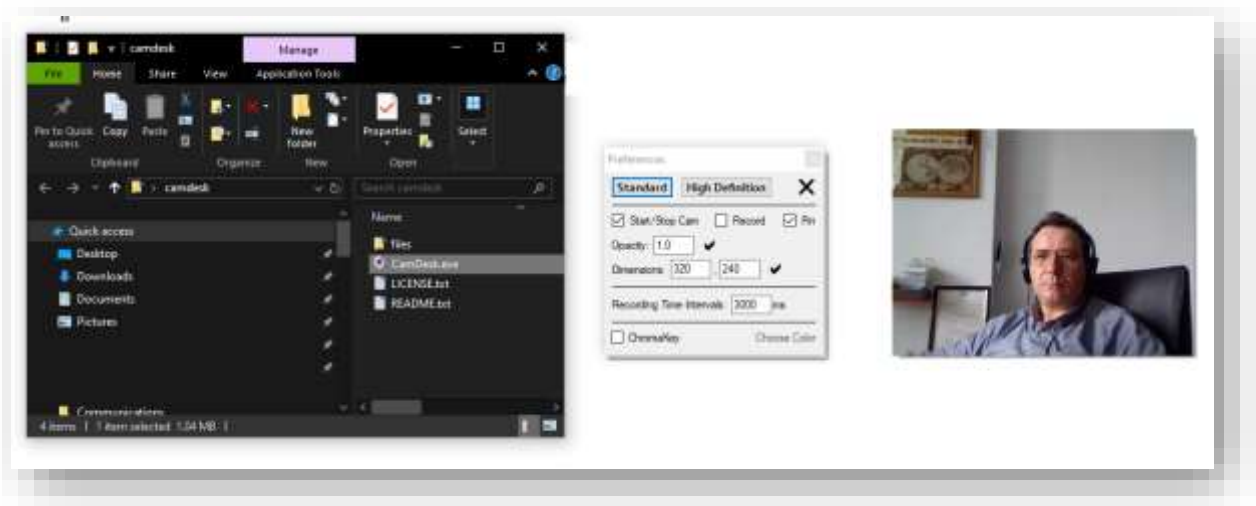 camdesk
Manage
File Home Share View Application Tools
Pin to Quick access
Copy
Paste
New folder
Properties
Select
Clipboard
Organize
New
Open
camdesk
Search camdesk
Quick access
Desktop
Downloads
Documents
Pictures
Communications
Name
files
CamDesk.exe
LICENSE.txt
README.txt
4 items 1 item selected 1.04 MB
Preferences
Standard High Definition
Start/Stop Cam Record Pin
Opacity: 1.0
Dimensions: 320 , 240
Recording Time Intervals: 3000 ms
ChromaKey Choose Color